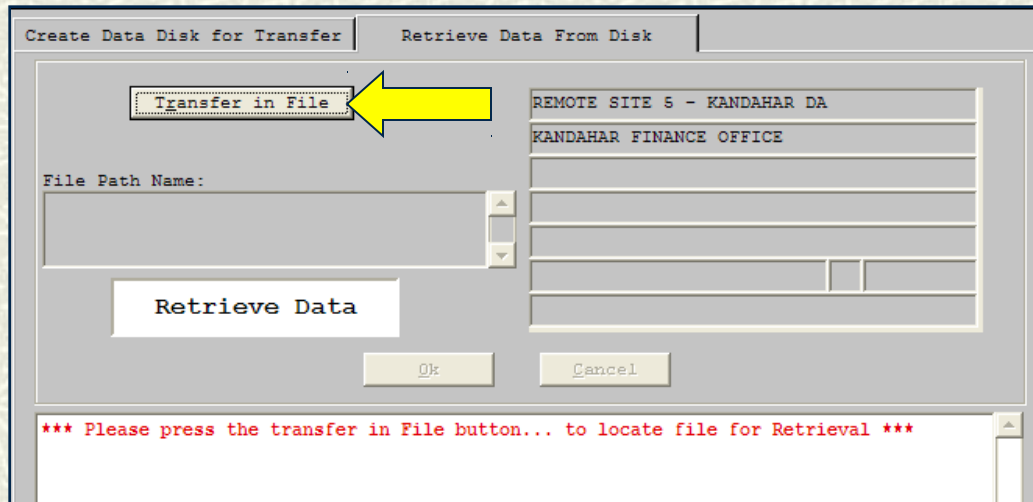 Create Data Disk for Transfer
Retrieve Data From Disk
Transfer in File
REMOTE SITE 5 - KANDAHAR DA
KANDAHAR FINANCE OFFICE
File Path Name:
Retrieve Data
Ok
Cancel
*** Please press the transfer in File button... to locate file for Retrieval ***